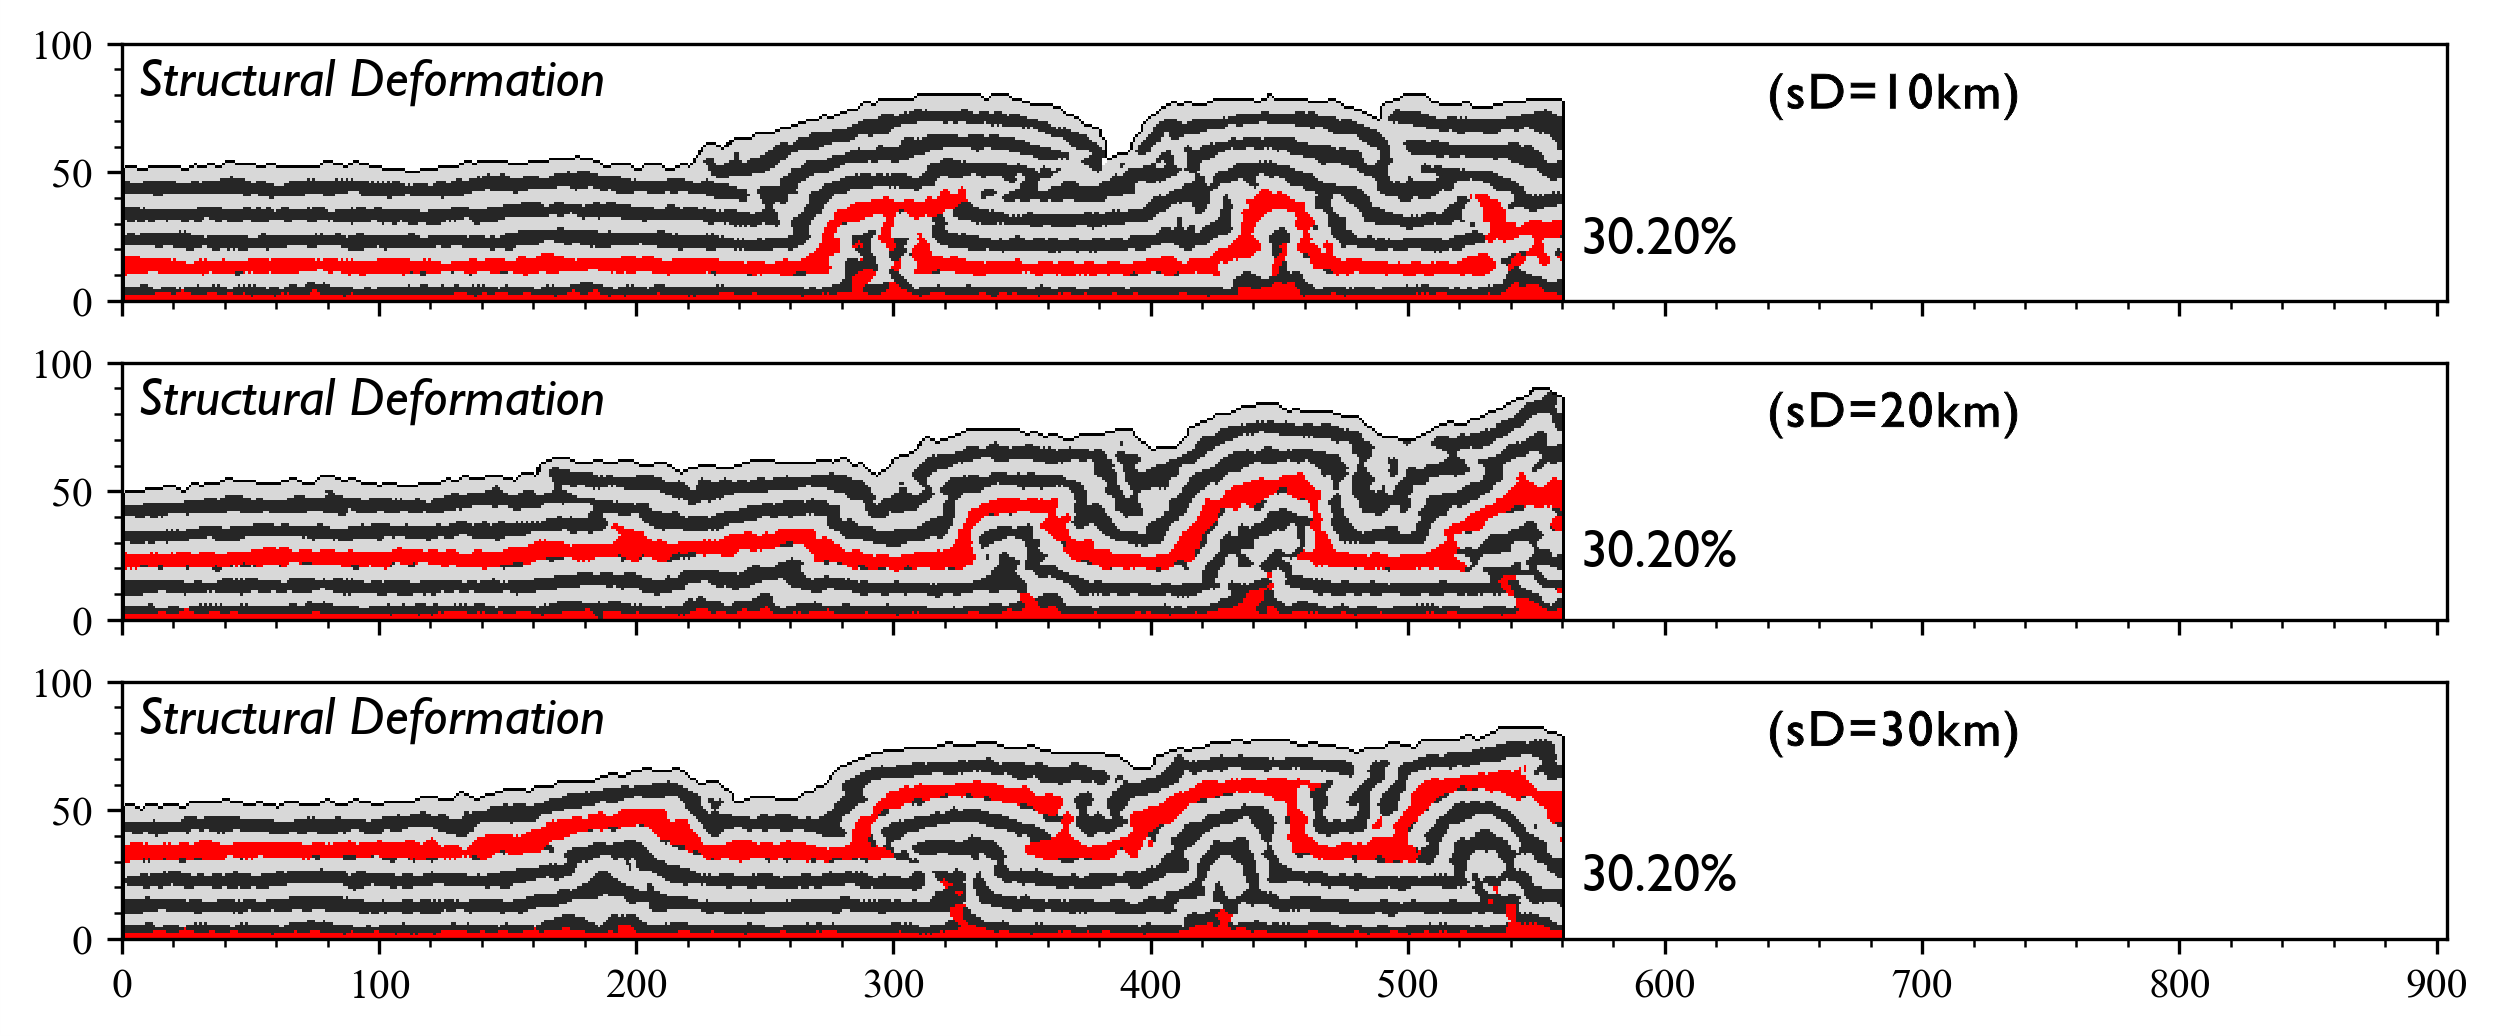 100
Structural Deformation
(sD=10km)
50
30.20%
0
100
Structural Deformation
(sD=20km)
50
30.20%
0
100
Structural Deformation
(sD=30km)
50
30.20%
0
0 100 200 300 400 500 600 700 800 900